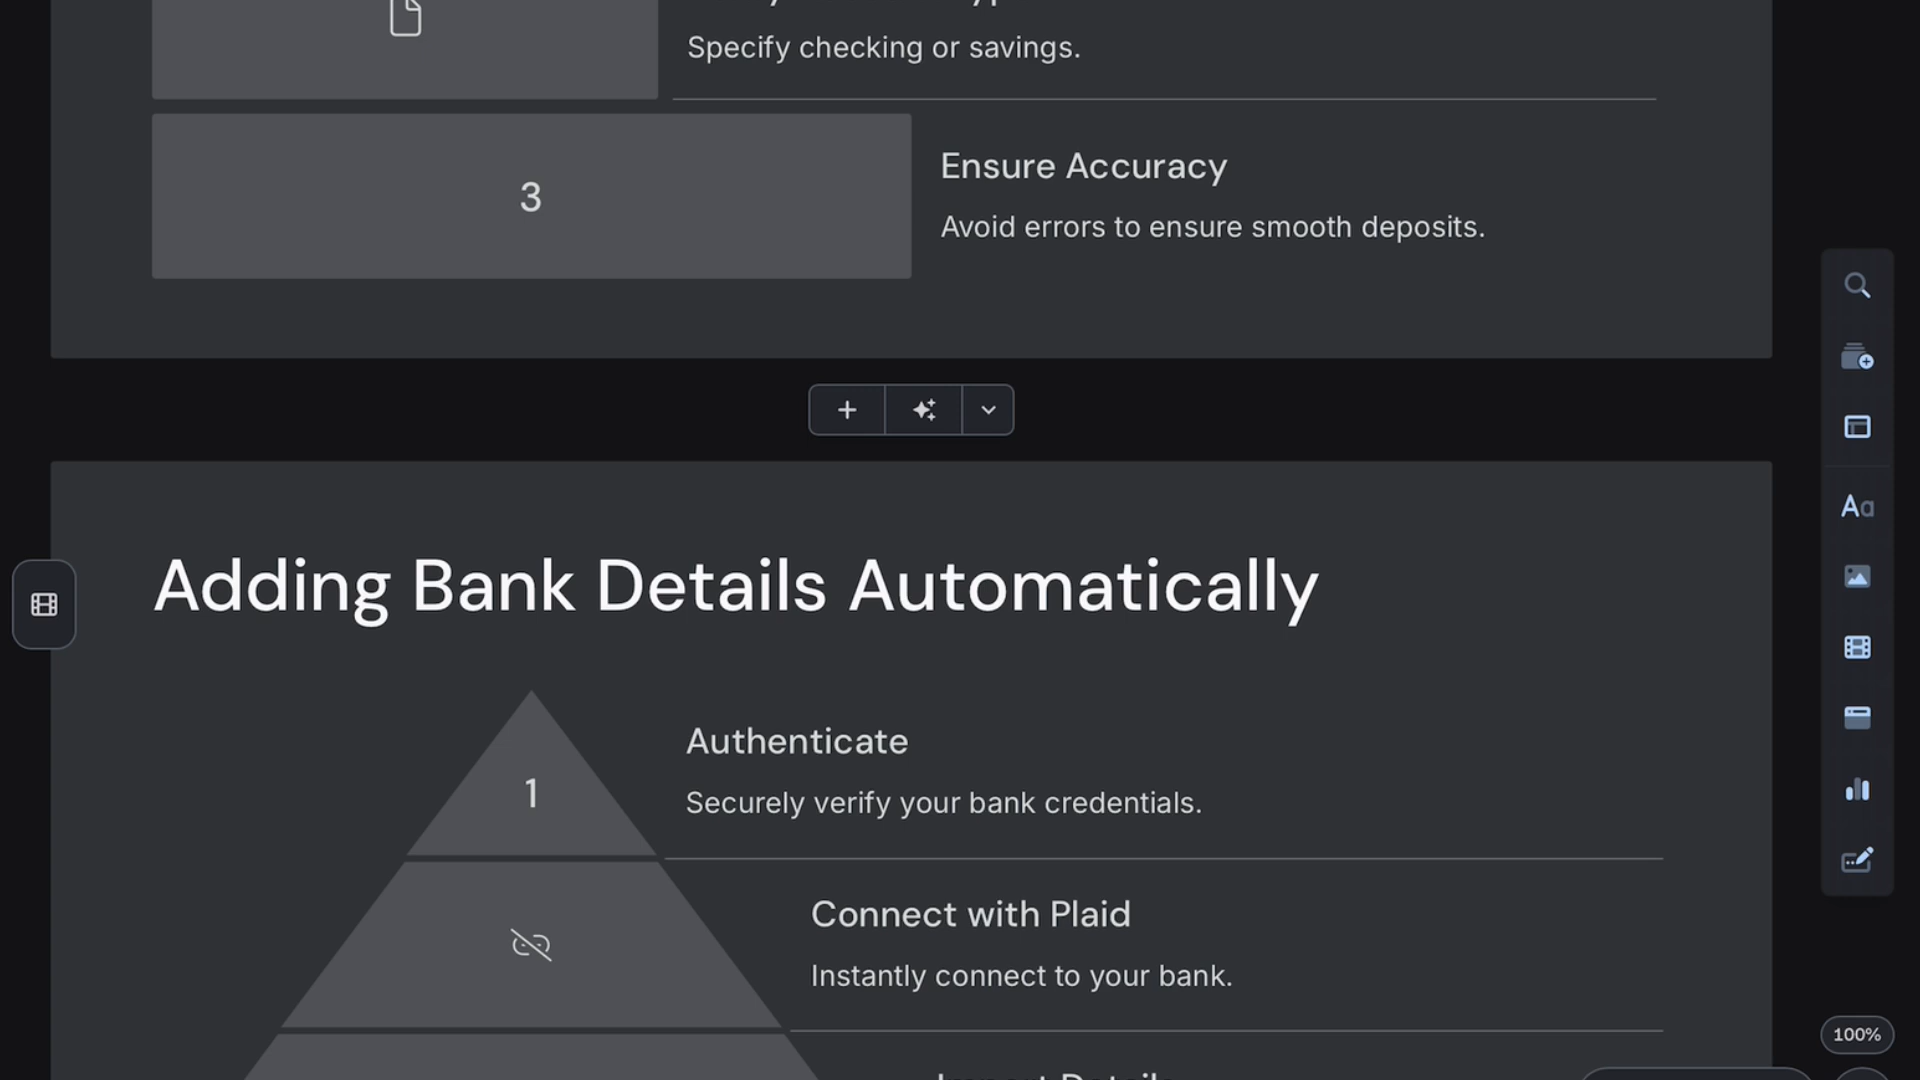 Specify checking or savings.
3
Ensure Accuracy
Avoid errors to ensure smooth deposits.
Adding Bank Details Automatically
1
Authenticate
Securely verify your bank credentials.
Connect with Plaid
Instantly connect to your bank.
Aa
100%